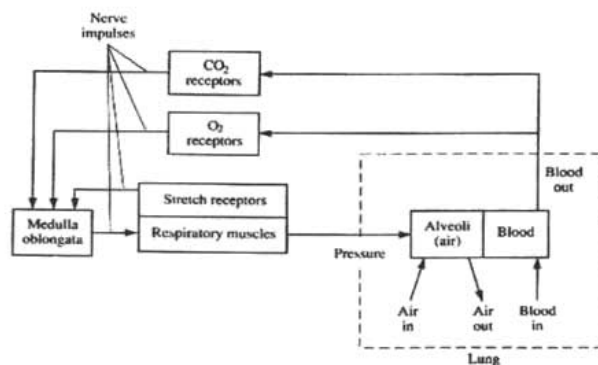 Nerve
impulses
CO2
receptors
O2
receptors
Stretch receptors
Respiratory muscles
Medulla
oblongata
Pressure
Alveoli
(air)
Blood
Blood
out
Air
in
Air
out
Blood
in
Lung